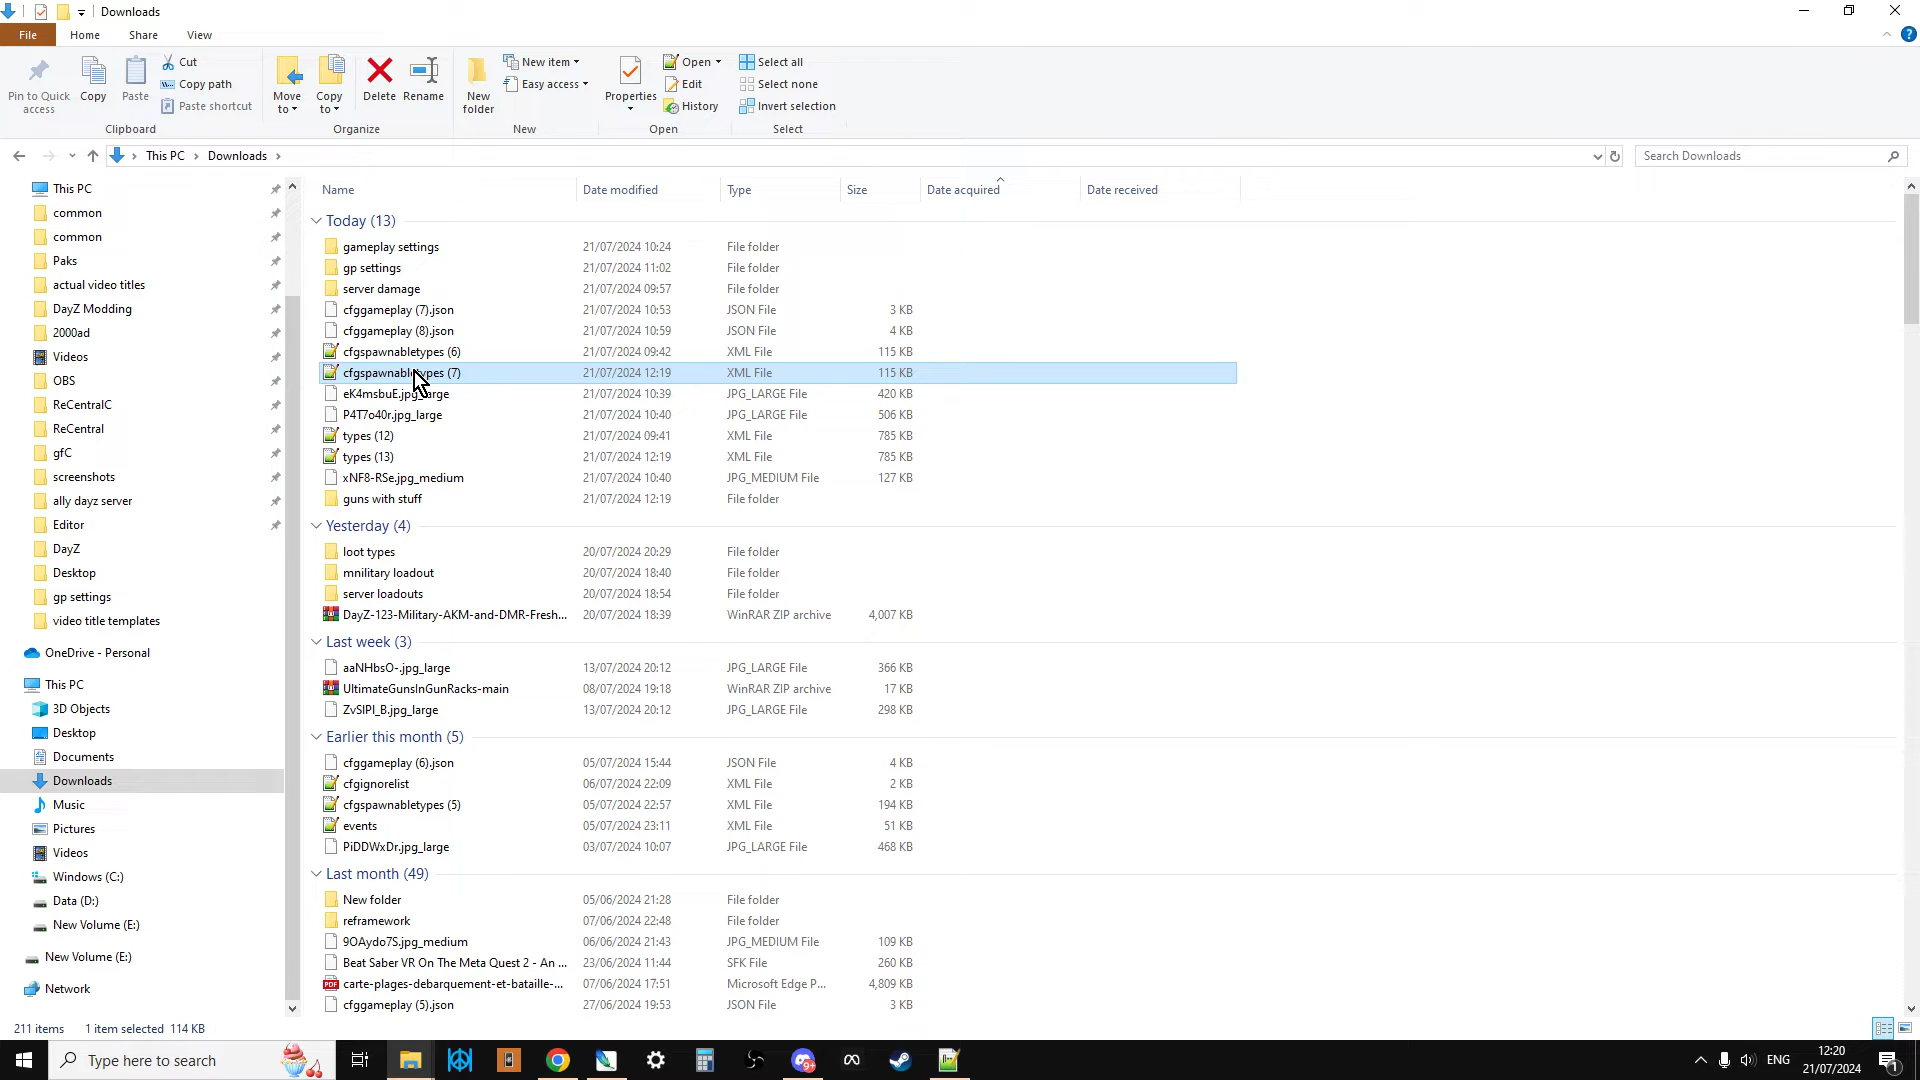 Downloads
File Home Share View
Pin to Quick access
Copy
Paste
Cut
Copy path
Paste shortcut
Clipboard
Move to
Copy to
Delete
Rename
Organize
New folder
New item
Easy access
New
Properties
Open
Edit
History
Open
Select all
Select none
Invert selection
Select
This PC Downloads
Search Downloads
This PC
common
common
Paks
actual video titles
DayZ Modding
2000ad
Videos
OBS
ReCentralC
ReCentral
gfC
screenshots
ally dayz server
Editor
DayZ
Desktop
gp settings
video title templates
OneDrive - Personal
This PC
3D Objects
Desktop
Documents
Downloads
Music
Pictures
Videos
Windows (C:)
Data (D:)
New Volume (E:)
New Volume (E:)
Network
Name Date modified Type Size Date acquired Date received
Today (13)
gameplay settings 21/07/2024 10:24 File folder
gp settings 21/07/2024 11:02 File folder
server damage 21/07/2024 09:57 File folder
cfggameplay (7).json 21/07/2024 10:53 JSON File 3 KB
cfggameplay (8).json 21/07/2024 10:59 JSON File 4 KB
cfgspawnabletypes (6) 21/07/2024 09:42 XML File 115 KB
cfgspawnabletypes (7) 21/07/2024 12:19 XML File 115 KB
eK4msbuE.jpg_large 21/07/2024 10:39 JPG_LARGE File 420 KB
P4T7o40r.jpg_large 21/07/2024 10:40 JPG_LARGE File 506 KB
types (12) 21/07/2024 09:41 XML File 785 KB
types (13) 21/07/2024 12:19 XML File 785 KB
xNF8-RSe.jpg_medium 21/07/2024 10:40 JPG_MEDIUM File 127 KB
guns with stuff 21/07/2024 12:19 File folder
Yesterday (4)
loot types 20/07/2024 20:29 File folder
mnilitary loadout 20/07/2024 18:40 File folder
server loadouts 20/07/2024 18:54 File folder
DayZ-123-Military-AKM-and-DMR-Fresh... 20/07/2024 18:39 WinRAR ZIP archive 4,007 KB
Last week (3)
aaNHbsO-.jpg_large 13/07/2024 20:12 JPG_LARGE File 366 KB
UltimateGunsInGunRacks-main 08/07/2024 19:18 WinRAR ZIP archive 17 KB
ZvSIPI_B.jpg_large 13/07/2024 20:12 JPG_LARGE File 298 KB
Earlier this month (5)
cfggameplay (6).json 05/07/2024 15:44 JSON File 4 KB
cfgignorelist 06/07/2024 22:09 XML File 2 KB
cfgspawnabletypes (5) 05/07/2024 22:57 XML File 194 KB
events 05/07/2024 23:11 XML File 51 KB
PiDDWxDr.jpg_large 03/07/2024 10:07 JPG_LARGE File 468 KB
Last month (49)
New folder 05/06/2024 21:28 File folder
reframework 07/06/2024 22:48 File folder
9OAydo7S.jpg_medium 06/06/2024 21:43 JPG_MEDIUM File 109 KB
Beat Saber VR On The Meta Quest 2 - An ... 23/06/2024 11:44 SFK File 260 KB
carte-plages-debarquement-et-bataille-... 07/06/2024 17:51 Microsoft Edge P... 4,809 KB
cfggameplay (5).json 27/06/2024 19:53 JSON File 3 KB
211 items 1 item selected 114 KB
Type here to search
9+
ENG
12:20
21/07/2024
1